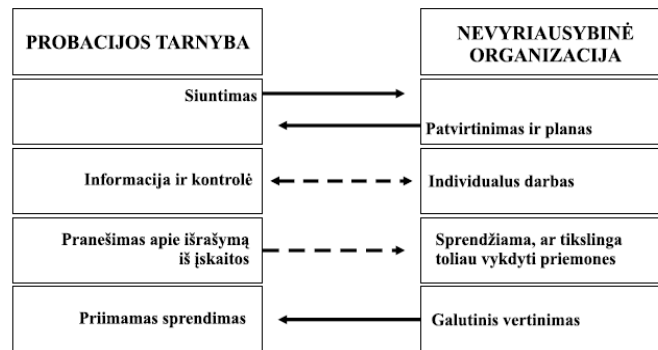 PROBACIJOS TARNYBA
NEVYRIAUSYBINĖ
ORGANIZACIJA
Siuntimas
Patvirtinimas ir planas
Informacija ir kontrolė
Individualus darbas
Pranešimas apie išrašymą
iš įskaitos
Sprendžiama, ar tikslinga
toliau vykdyti priemones
Priimamas sprendimas
Galutinis vertinimas